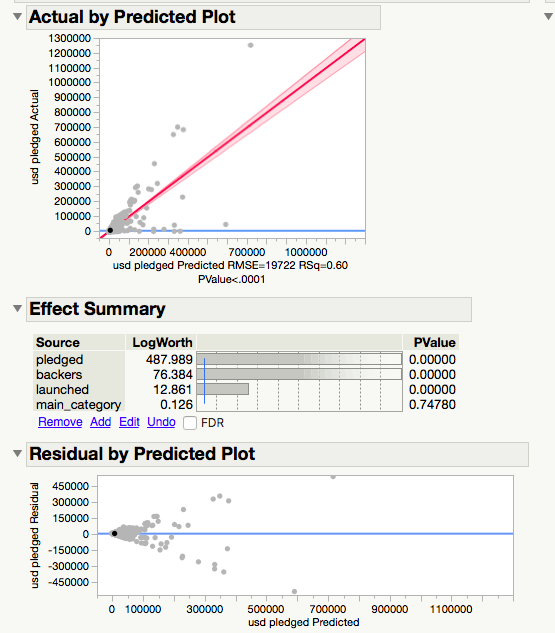 Actual by Predicted Plot
1300000
1200000
1100000
1000000
900000
800000
700000
600000
500000
400000
300000
200000
100000
0
usd pledged Actual
0 2000000 400000 700000 1000000
usd pledged Predicted RMSE=19722 RSq=0.60
PValue<.0001
Effect Summary
Source LogWorth PValue
pledged 487.989 0.00000
backers 76.384 0.00000
launched 12.861 0.00000
main_category 0.126 0.74780
Remove Add Edit Undo FDR
Residual by Predicted Plot
450000
300000
150000
0
-150000
-300000
-450000
usd pledged Residual
0 100000 300000 500000 700000 900000 1100000
usd pledged Predicted